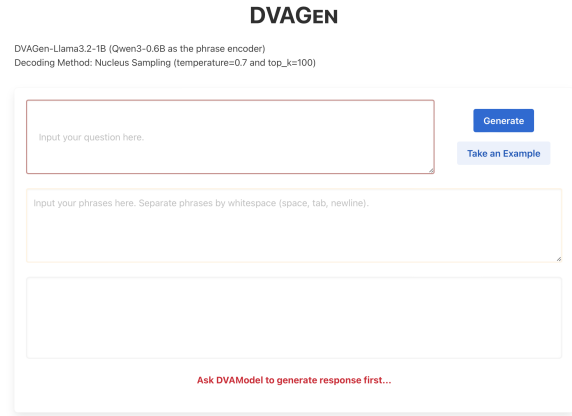 DVAGEN
DVAGen-Llama3.2-1B (Qwen3-0.6B as the phrase encoder)
Decoding Method: Nucleus Sampling (temperature=0.7 and top_k=100)
Input your question here.
Generate
Take an Example
Input your phrases here. Separate phrases by whitespace (space, tab, newline).
Ask DVAModel to generate response first...